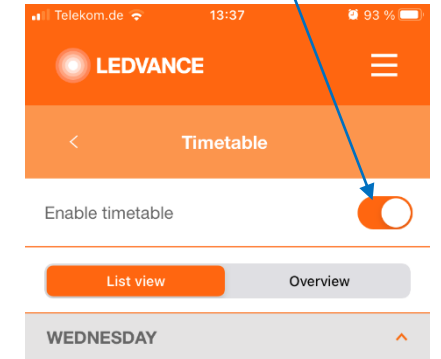 Telekom.de 13:37 93 %
LEDVANCE
Timetable
Enable timetable
List view Overview
WEDNESDAY